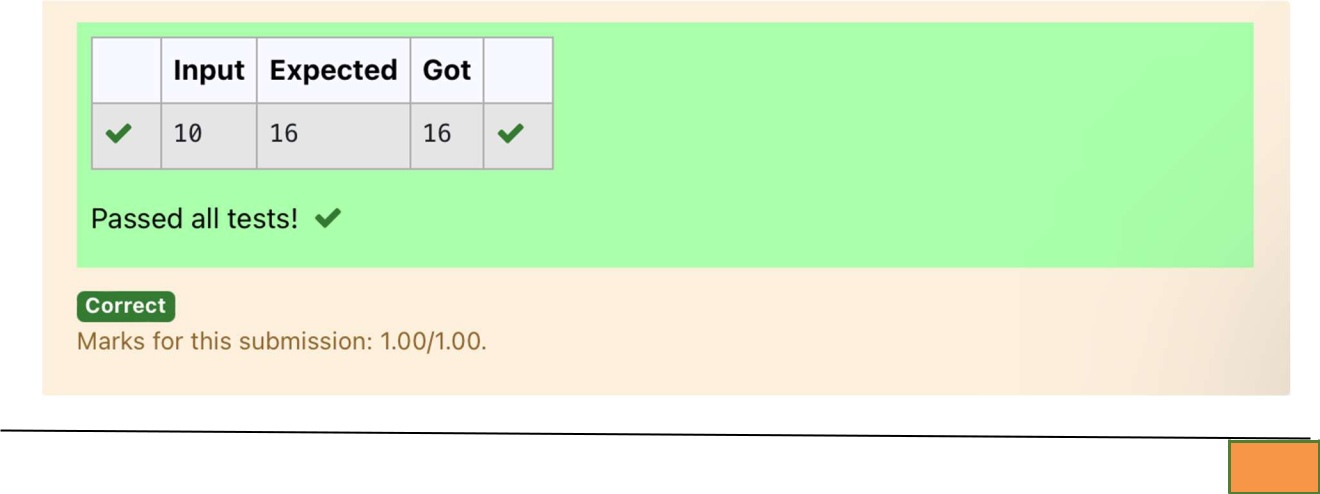 Input Expected Got
10 16 16
Passed all tests!
Correct
Marks for this submission: 1.00/1.00.